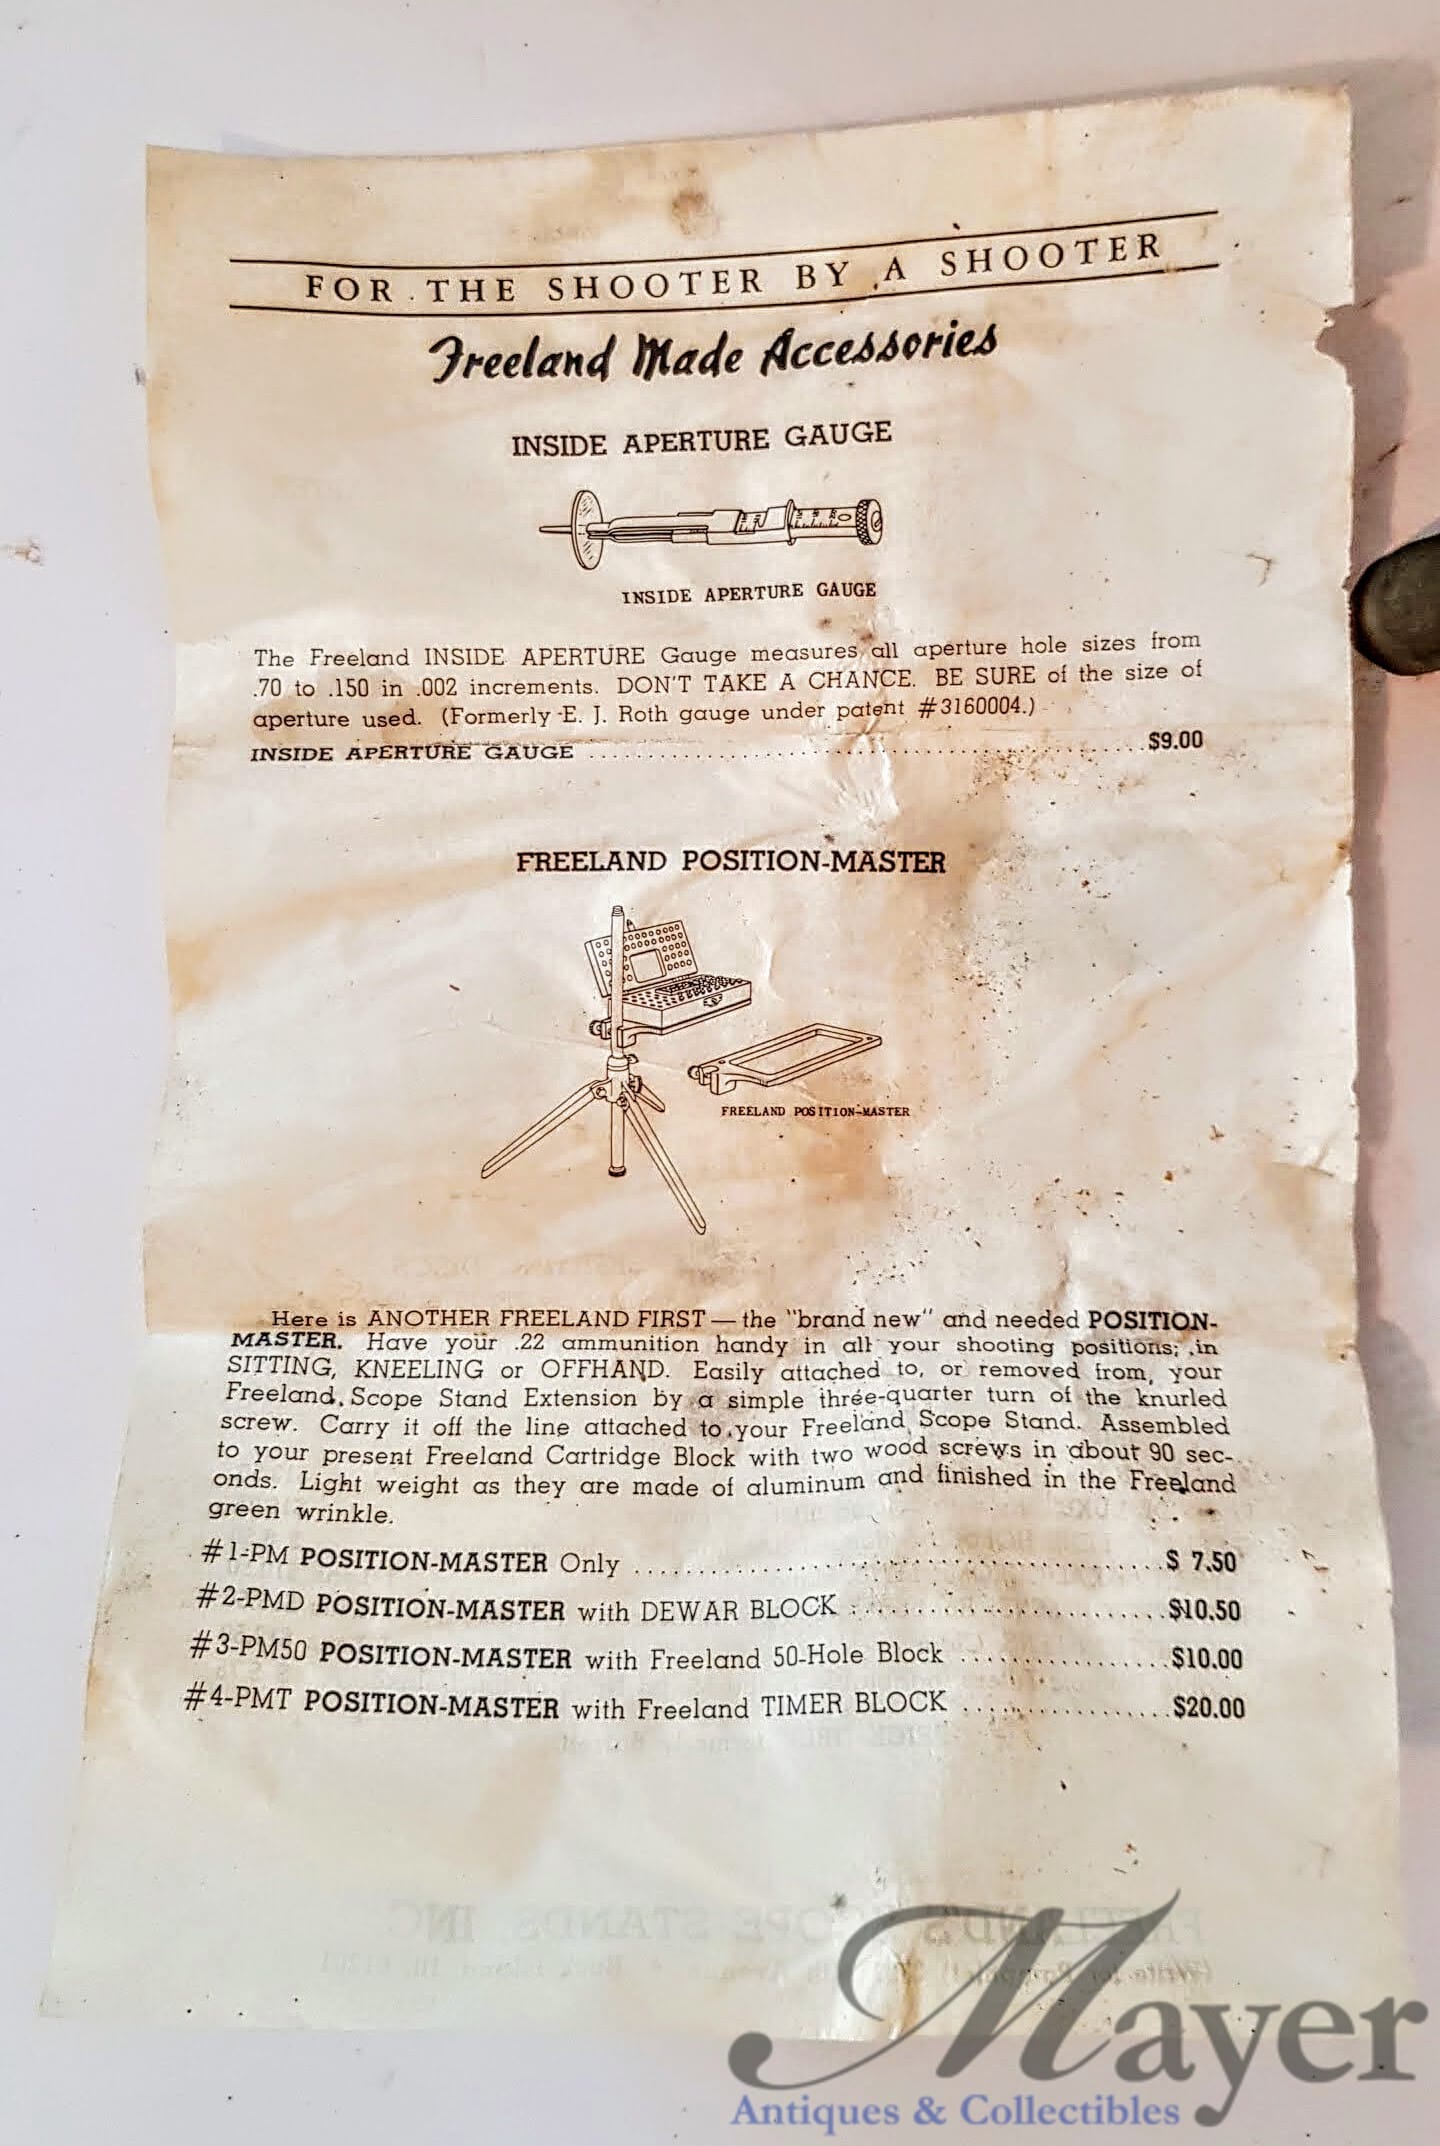 FOR THE SHOOTER BY A SHOOTER
Freeland Made Accessories
INSIDE APERTURE GAUGE
INSIDE APERTURE GAUGE
The Freeland INSIDE APERTURE Gauge measures all aperture hole sizes from
.70 to .150 in .002 increments. DON'T TAKE A CHANCE. BE SURE of the size of
aperture used. (Formerly E. J. Roth gauge under patent #3160004.)
INSIDE APERTURE GAUGE ........................................ $9.00
FREELAND POSITION-MASTER
FREELAND POSITION-MASTER
Here is ANOTHER FREELAND FIRST — the "brand new" and needed POSITION-
MASTER. Have your .22 ammunition handy in all your shooting positions; in
SITTING, KNEELING or OFFHAND. Easily attached to, or removed from, your
Freeland Scope Stand Extension by a simple three-quarter turn of the knurled
screw. Carry it off the line attached to your Freeland Scope Stand. Assembled
to your present Freeland Cartridge Block with two wood screws in about 90 sec-
onds. Light weight as they are made of aluminum and finished in the Freeland
green wrinkle.
#1-PM POSITION-MASTER Only ........................................ $ 7.50
#2-PMD POSITION-MASTER with DEWAR BLOCK ......................... $10.50
#3-PM50 POSITION-MASTER with Freeland 50-Hole Block ................ $10.00
#4-PMT POSITION-MASTER with Freeland TIMER BLOCK ................ $20.00
FREELAND'S SCOPE STANDS, INC
Mayer
Antiques & Collectibles